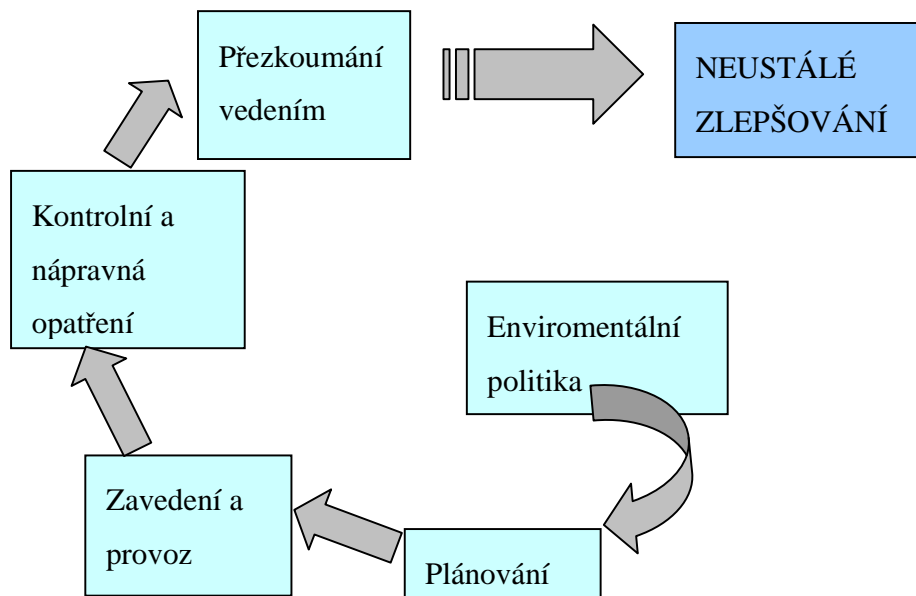 Přezkoumání
vedením
NEUSTÁLÉ
ZLEPŠOVÁNÍ
Kontrolní a
nápravná
opatření
Enviromentální
politika
Zavedení a
provoz
Plánování